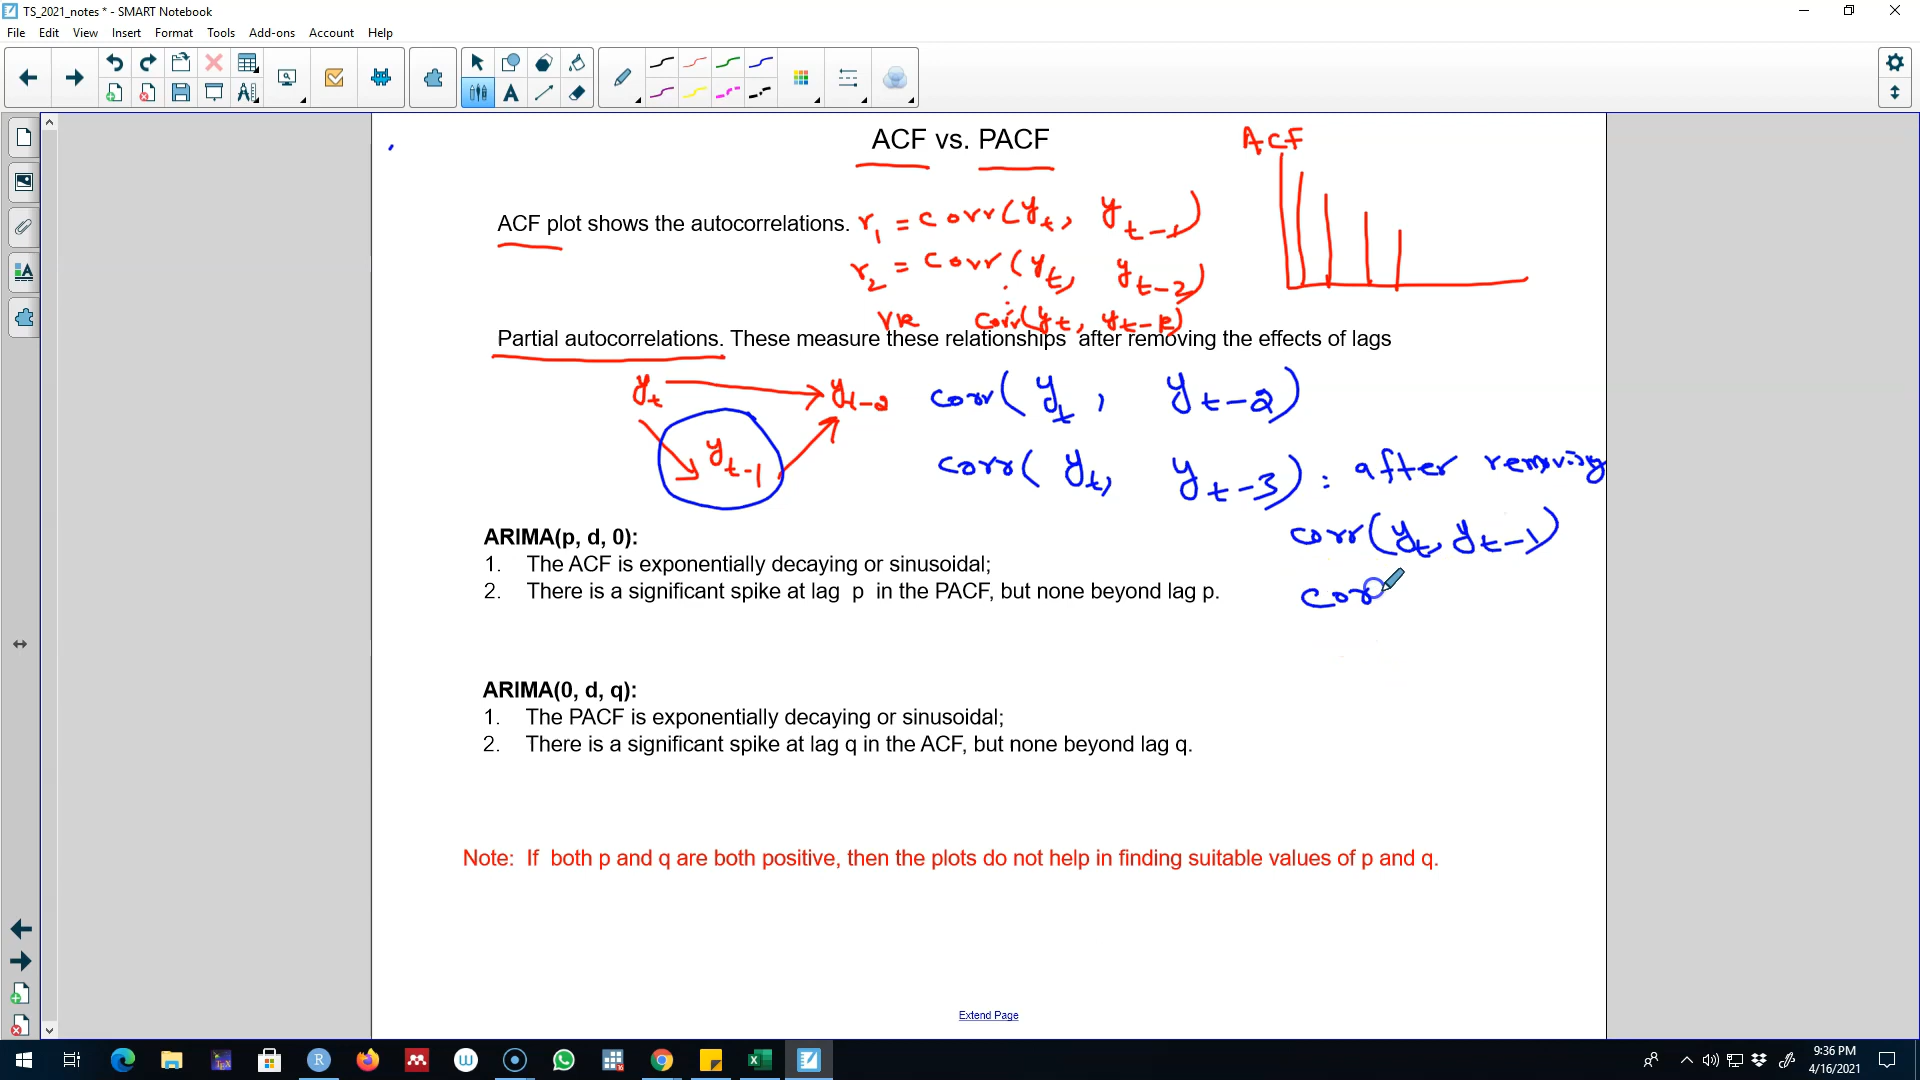 TS_2021_notes * - SMART Notebook
File Edit View Insert Format Tools Add-ons Account Help
ACF vs. PACF
ACF
ACF plot shows the autocorrelations. r1 = corr(yt, yt-1)
r2 = corr(yt, yt-2)
rk corr(yt, yt-k)
Partial autocorrelations. These measure these relationships after removing the effects of lags
yt yt-2 corr(yt, yt-2)
yt-1 corr(yt, yt-3) : after removing
corr(yt, yt-1)
corr
ARIMA(p, d, 0):
1. The ACF is exponentially decaying or sinusoidal;
2. There is a significant spike at lag p in the PACF, but none beyond lag p.
ARIMA(0, d, q):
1. The PACF is exponentially decaying or sinusoidal;
2. There is a significant spike at lag q in the ACF, but none beyond lag q.
Note: If both p and q are both positive, then the plots do not help in finding suitable values of p and q.
Extend Page
9:36 PM
4/16/2021